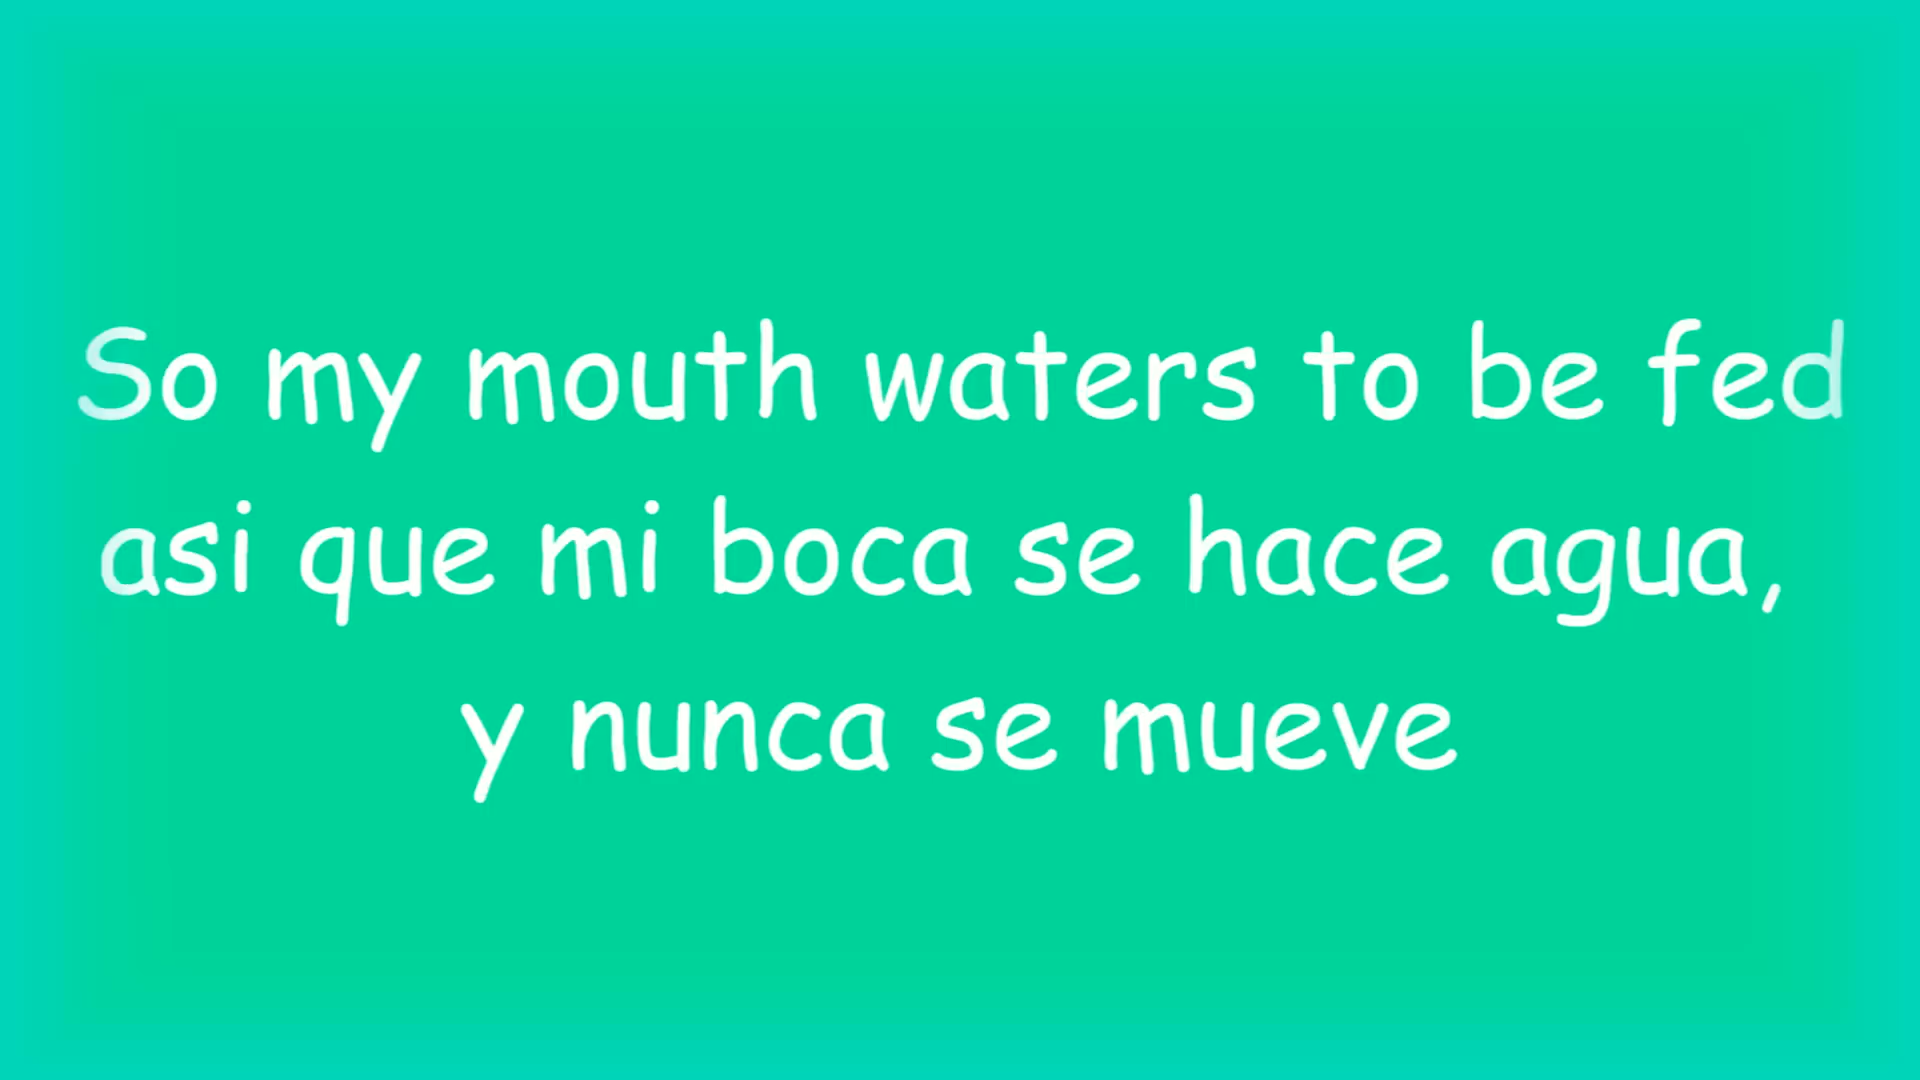 So my mouth waters to be fed
asi que mi boca se hace agua,
y nunca se mueve